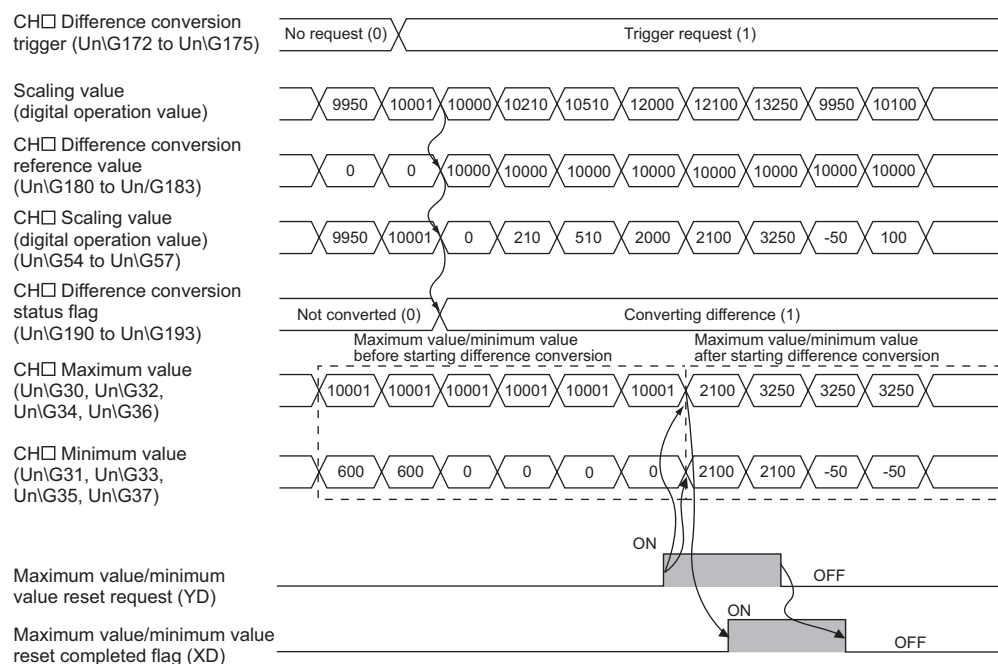 CH□ Difference conversion
trigger (Un\G172 to Un\G175)
No request (0)
Trigger request (1)
Scaling value
(digital operation value)
9950 10001 10000 10210 10510 12000 12100 13250 9950 10100
CH□ Difference conversion
reference value
(Un\G180 to Un/G183)
0 0 10000 10000 10000 10000 10000 10000 10000 10000
CH□ Scaling value
(digital operation value)
(Un\G54 to Un\G57)
9950 10001 0 210 510 2000 2100 3250 -50 100
CH□ Difference conversion
status flag
(Un\G190 to Un\G193)
Not converted (0)
Converting difference (1)
Maximum value/minimum value
before starting difference conversion
Maximum value/minimum value
after starting difference conversion
CH□ Maximum value
(Un\G30, Un\G32,
Un\G34, Un\G36)
10001 10001 10001 10001 10001 10001 2100 3250 3250 3250
CH□ Minimum value
(Un\G31, Un\G33,
Un\G35, Un\G37)
600 600 0 0 0 0 2100 2100 -50 -50
ON
Maximum value/minimum
value reset request (YD)
OFF
ON
Maximum value/minimum value
reset completed flag (XD)
OFF